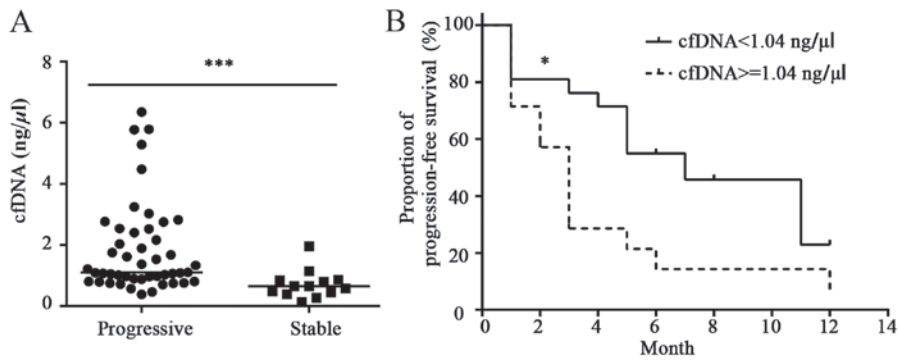 A
***
cfDNA (ng/µl)
8
6
4
2
0
Progressive
Stable
B
Proportion of
progression-free survival (%)
100
80
60
40
20
0
*
cfDNA<1.04 ng/µl
cfDNA>=1.04 ng/µl
0 2 4 6 8 10 12 14
Month